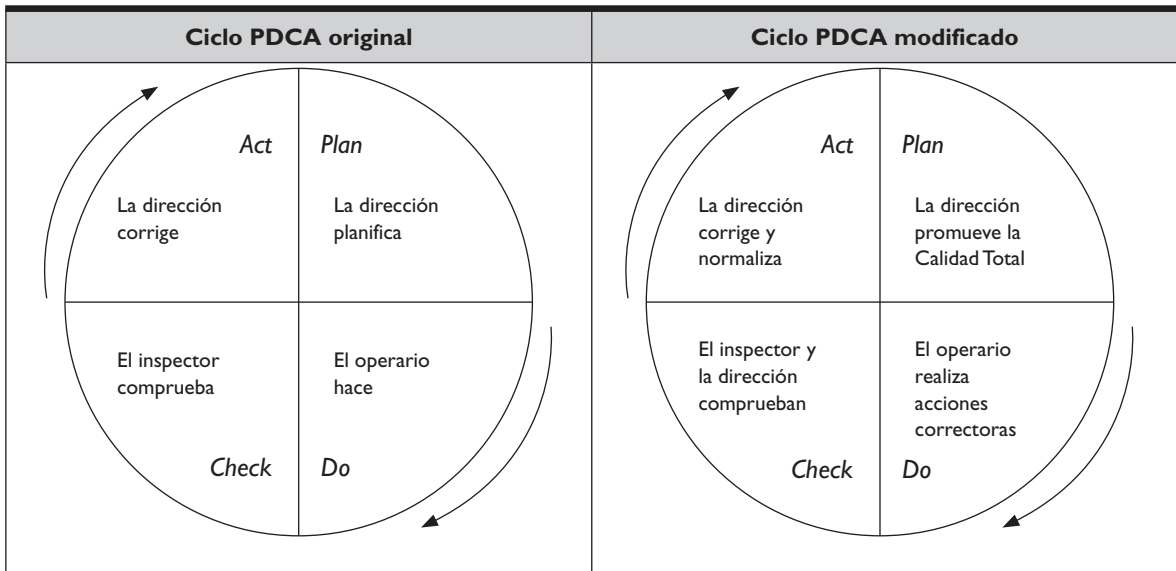 Ciclo PDCA original
Act
Plan
La dirección
corrige
La dirección
planifica
El inspector
comprueba
El operario
hace
Check
Do
Ciclo PDCA modificado
Act
Plan
La dirección
corrige y
normaliza
La dirección
promueve la
Calidad Total
El inspector y
la dirección
comprueban
El operario
realiza
acciones
correctoras
Check
Do